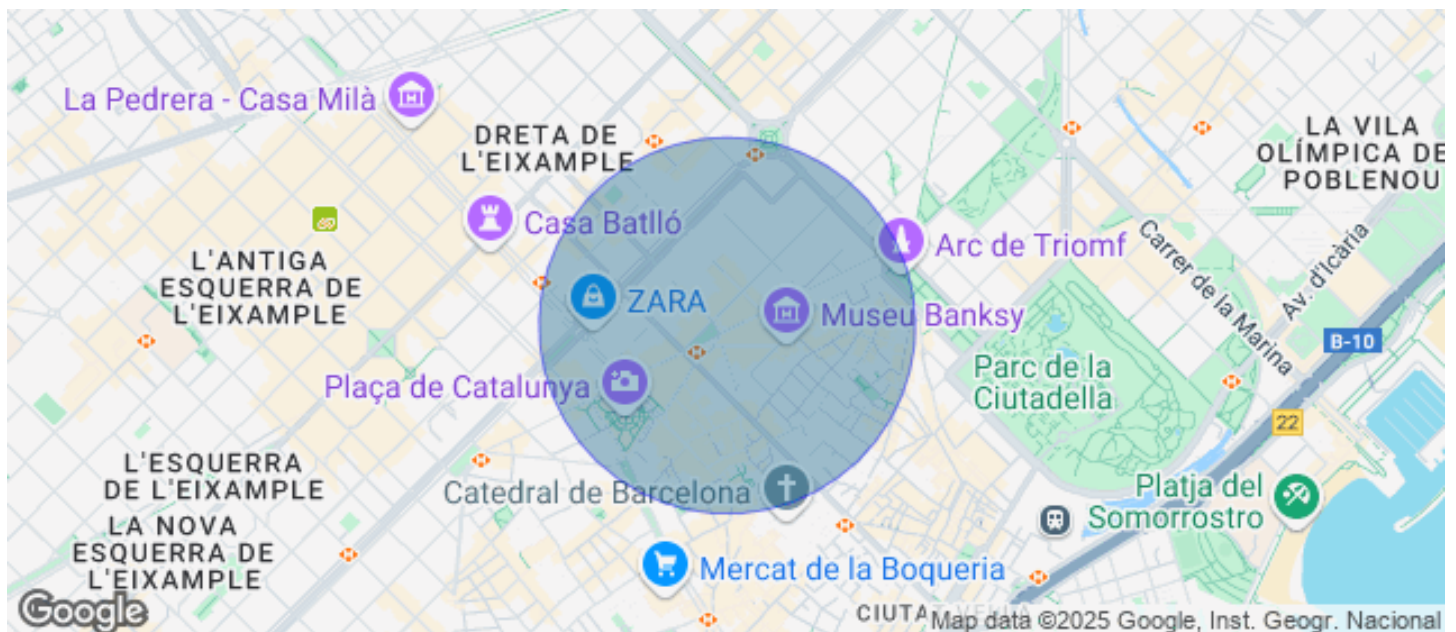 La Pedrera - Casa Milà
DRETA DE
L'EIXAMPLE
LA VILA
OLÍMPICA DE
POBLENOU
Casa Batlló
Arc de Triomf
Carrer de la Marina
Av. d'Icària
L'ANTIGA
ESQUERRA DE
L'EIXAMPLE
ZARA
Museu Banksy
B-10
Plaça de Catalunya
Parc de la
Ciutadella
22
L'ESQUERRA
DE L'EIXAMPLE
Catedral de Barcelona
Platja del
Somorrostro
LA NOVA
ESQUERRA DE
L'EIXAMPLE
Mercat de la Boqueria
Google
Map data ©2025 Google, Inst. Geogr. Nacional